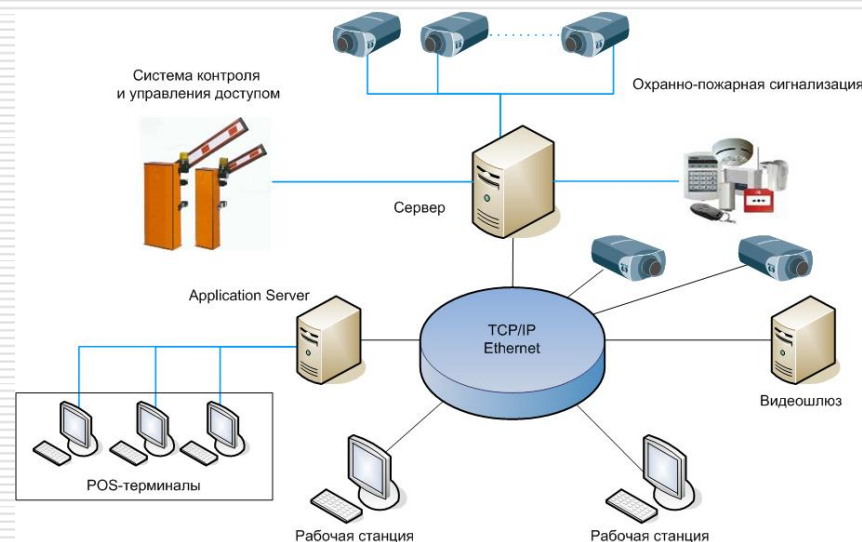 Система контроля
и управления доступом
Охранно-пожарная сигнализация
Сервер
Application Server
TCP/IP
Ethernet
Видеошлюз
POS-терминалы
Рабочая станция
Рабочая станция